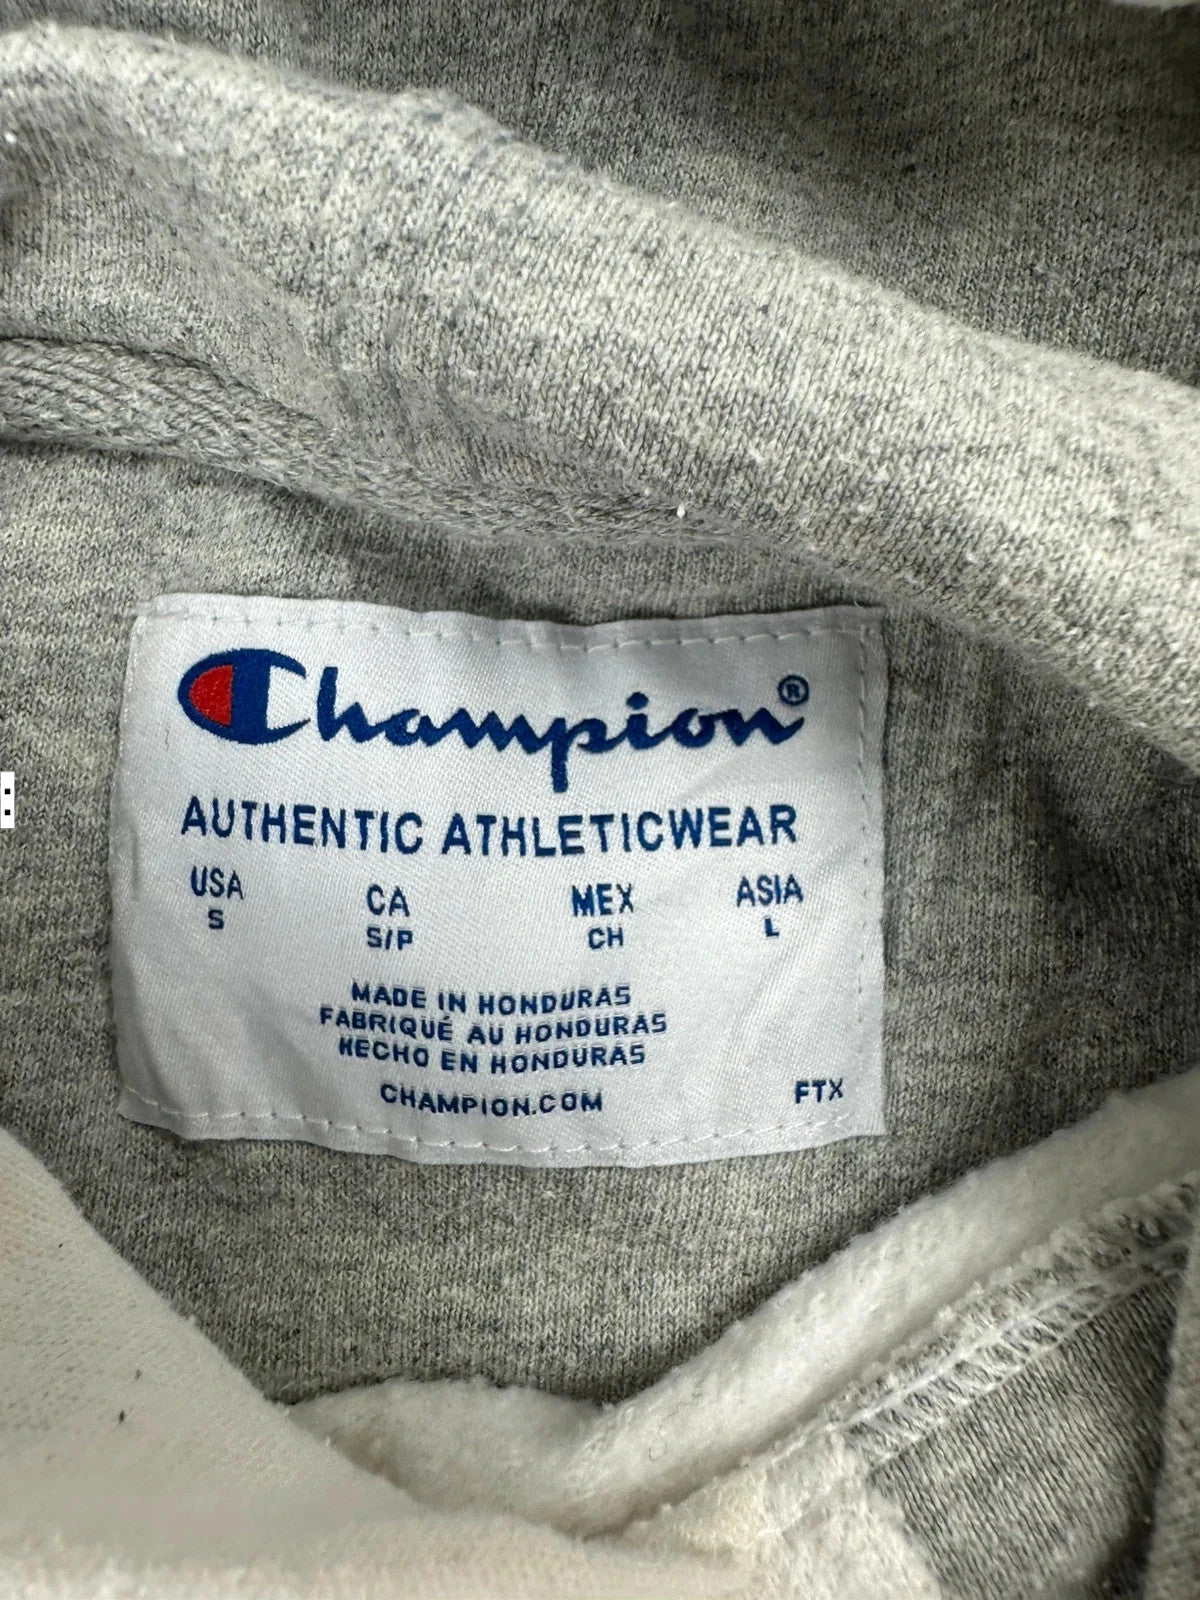 Champion®
AUTHENTIC ATHLETICWEAR
USA CA MEX ASIA
S S/P CH L
MADE IN HONDURAS
FABRIQUÉ AU HONDURAS
HECHO EN HONDURAS
CHAMPION.COM
FTX